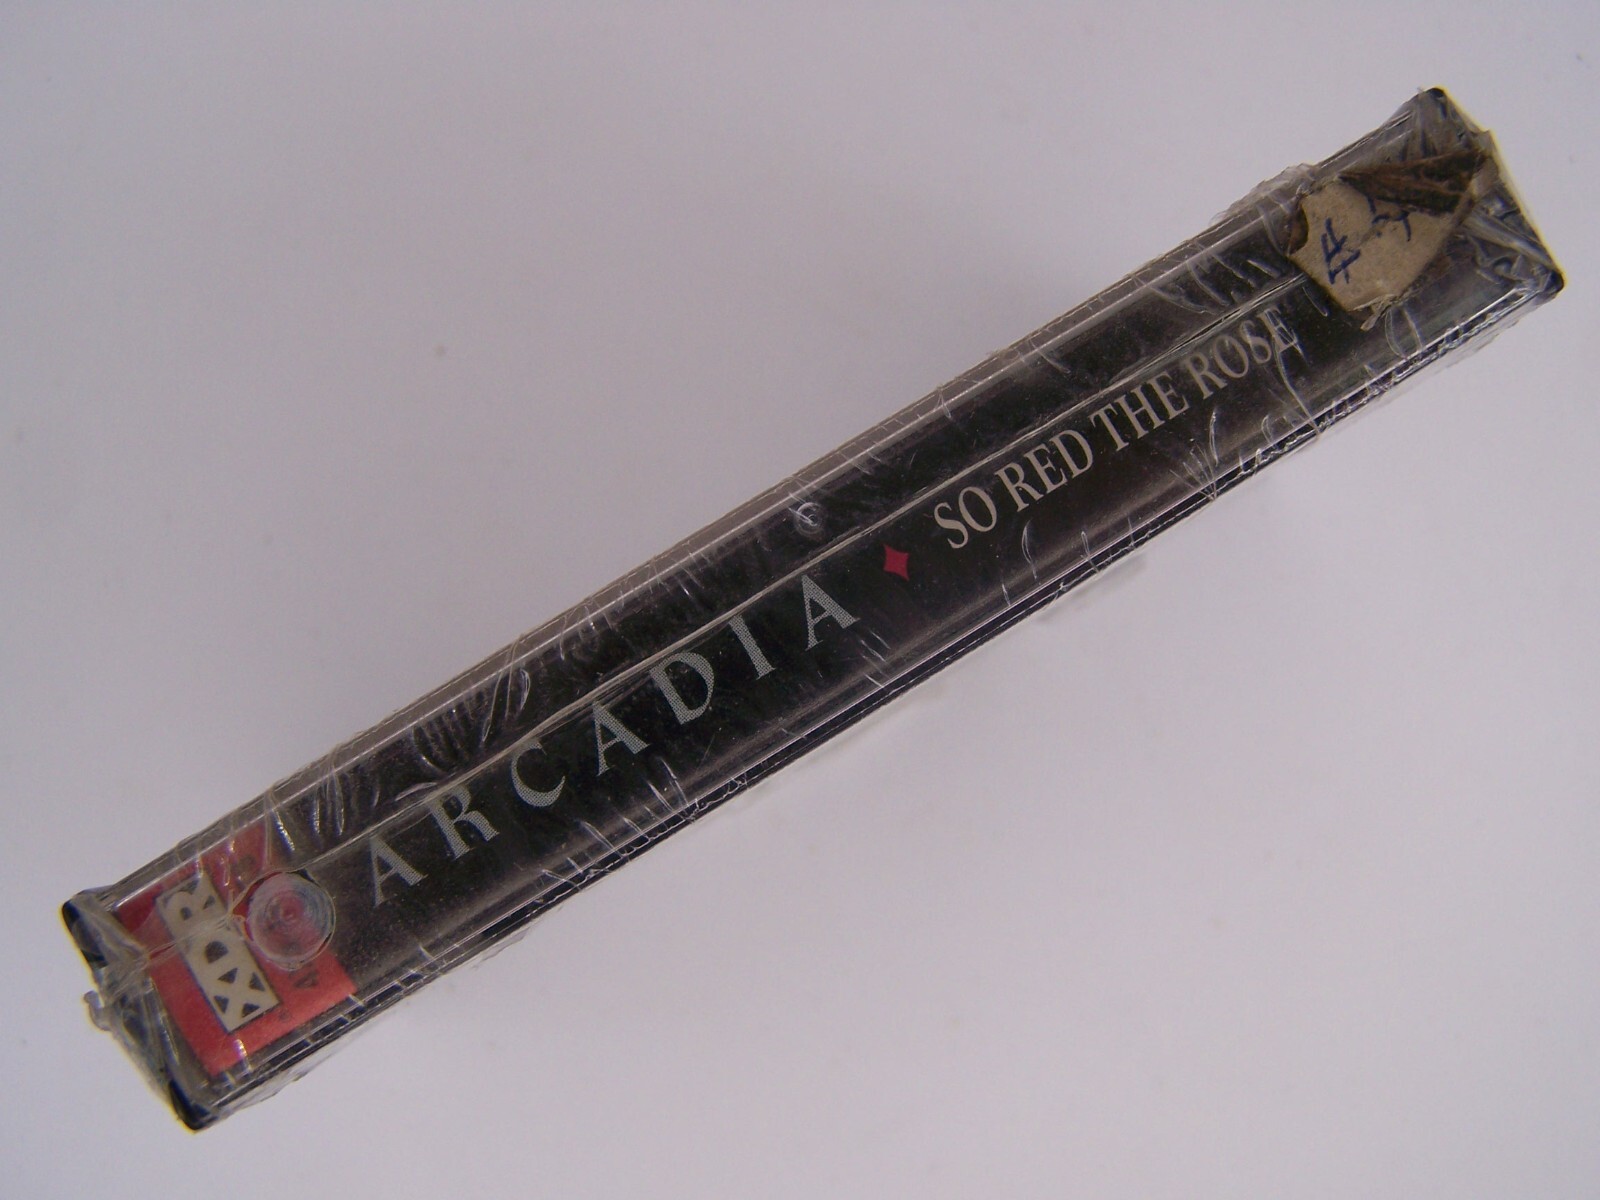 XDR
ARCADIA ♦ SO RED THE ROSE